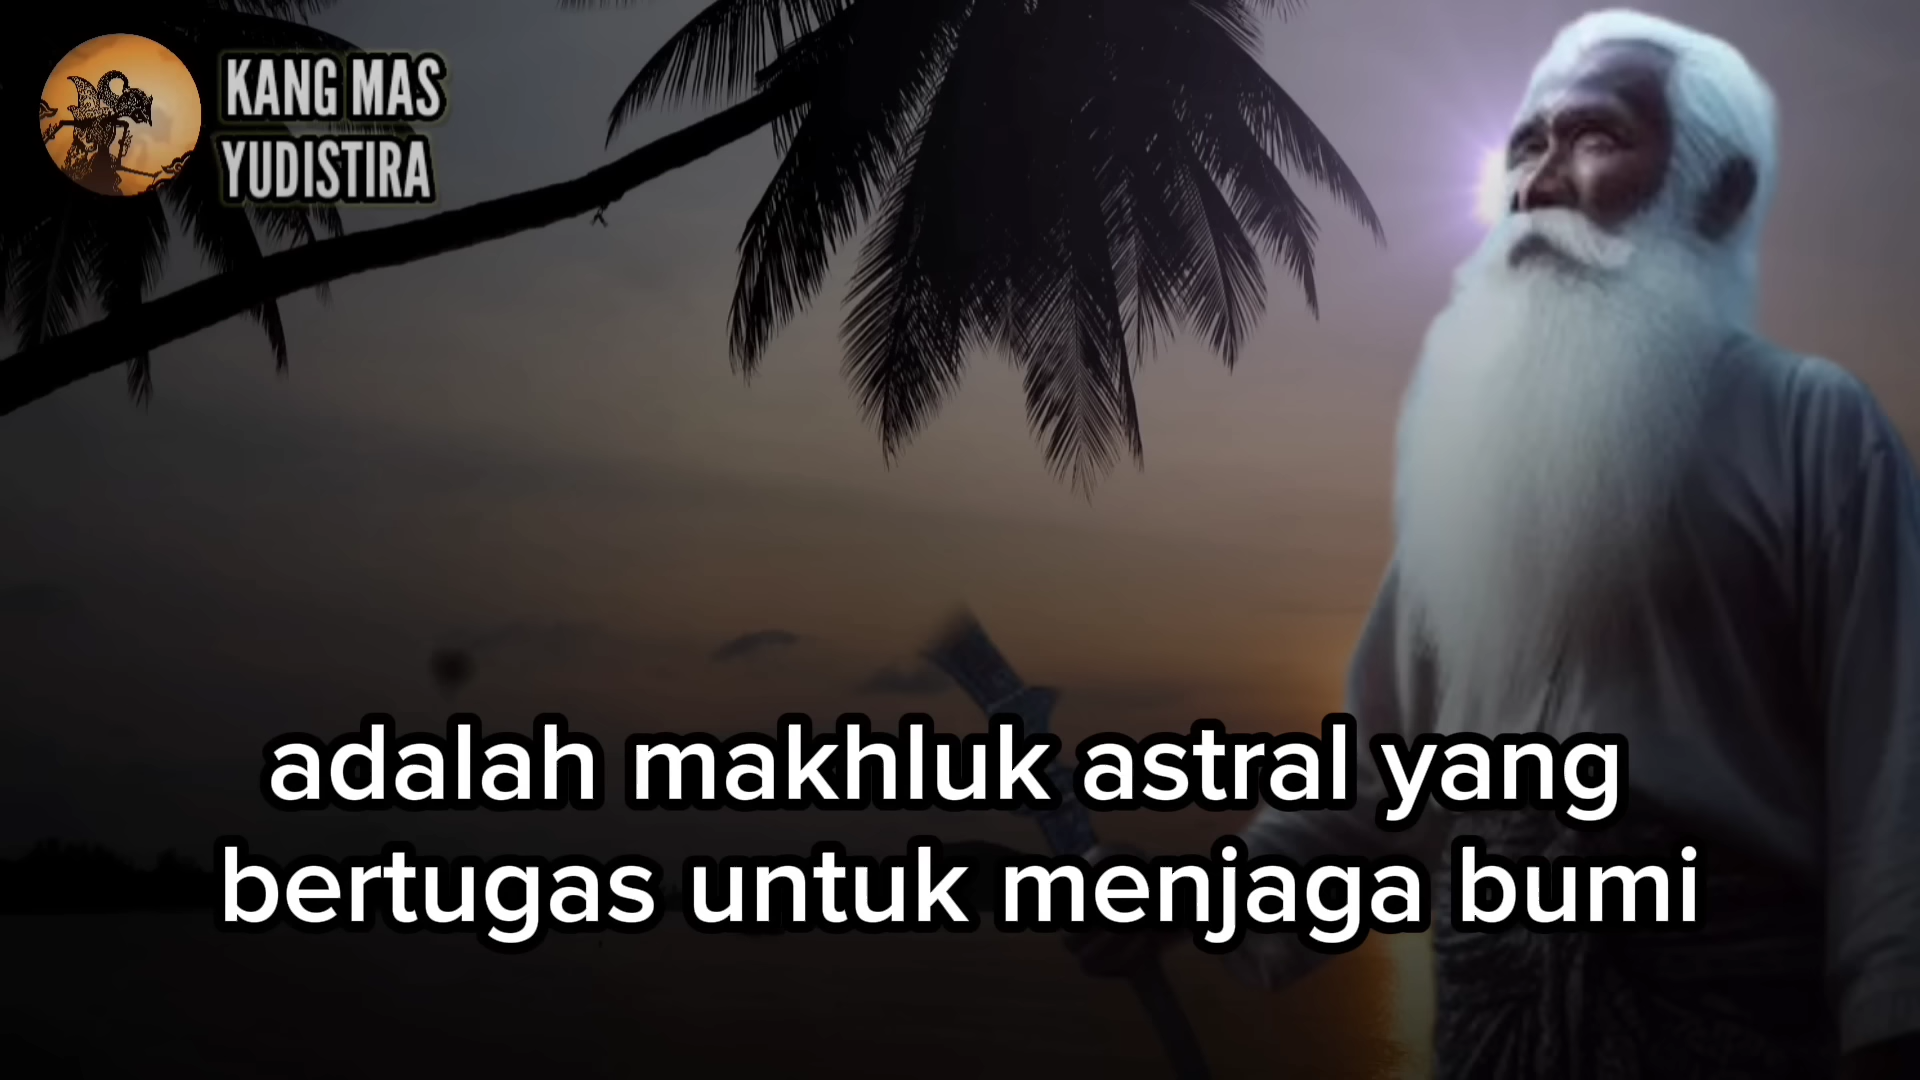 KANG MAS
YUDISTIRA
adalah makhluk astral yang
bertugas untuk menjaga bumi